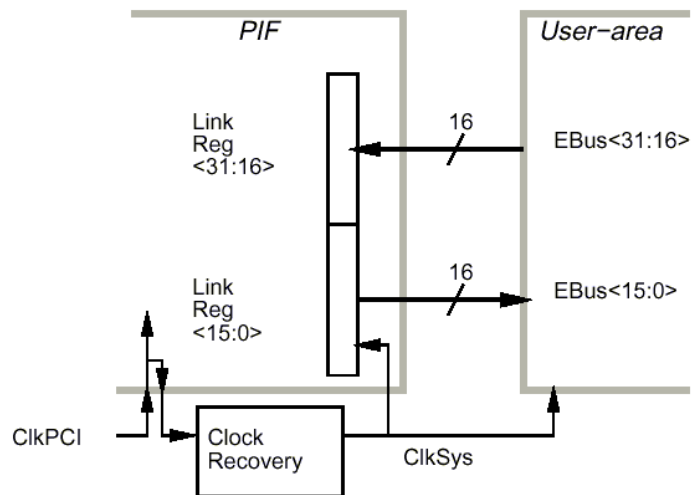 PIF
User-area
Link
Reg
<31:16>
16
EBus<31:16>
Link
Reg
<15:0>
16
EBus<15:0>
ClkPCI
Clock
Recovery
ClkSys